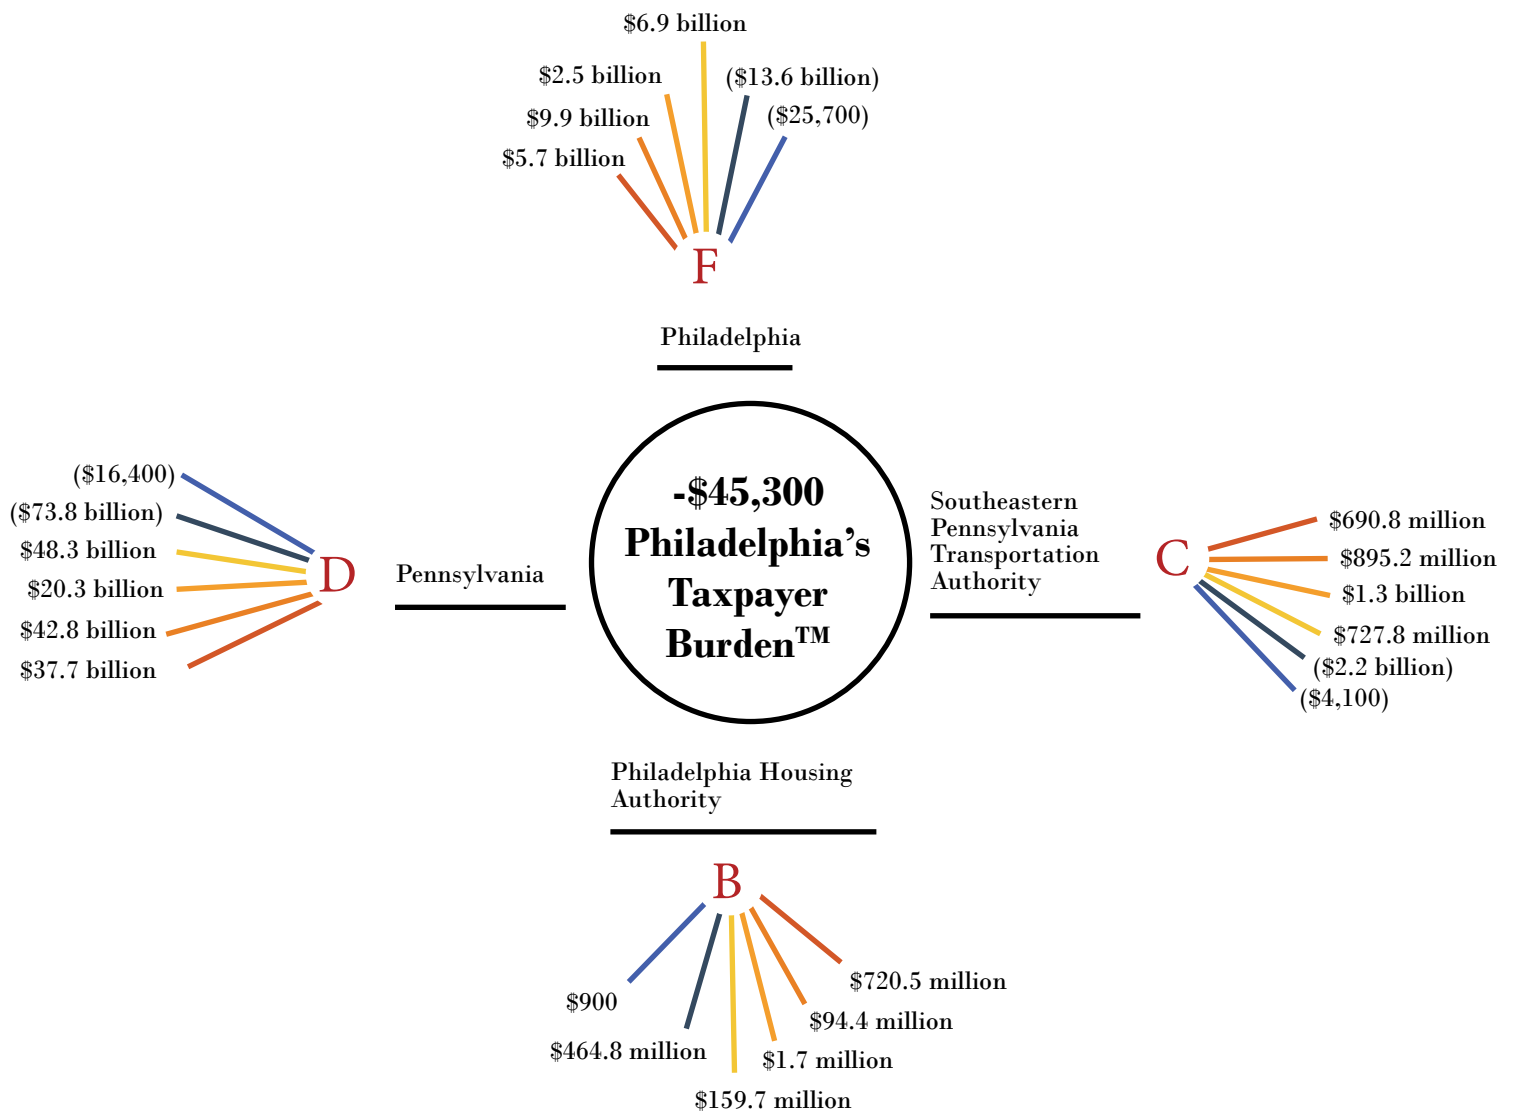 $6.9 billion
$2.5 billion
($13.6 billion)
$9.9 billion
($25,700)
$5.7 billion
F
Philadelphia
($16,400)
($73.8 billion)
$48.3 billion
$20.3 billion
$42.8 billion
$37.7 billion
D
Pennsylvania
-$45,300
Philadelphia’s
Taxpayer
Burden™
Southeastern
Pennsylvania
Transportation
Authority
C
$690.8 million
$895.2 million
$1.3 billion
$727.8 million
($2.2 billion)
($4,100)
Philadelphia Housing
Authority
B
$900
$464.8 million
$159.7 million
$1.7 million
$94.4 million
$720.5 million